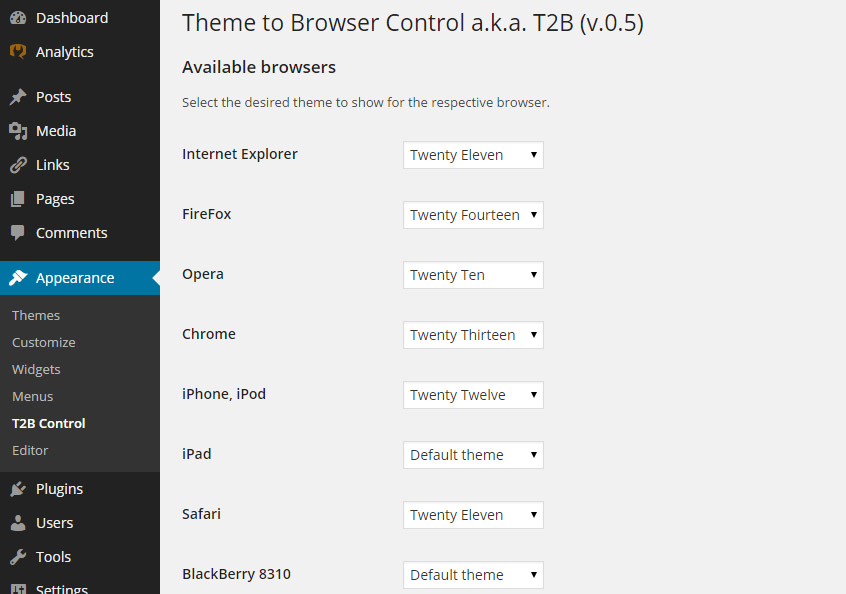 Dashboard
Analytics
Posts
Media
Links
Pages
Comments
Appearance
Themes
Customize
Widgets
Menus
T2B Control
Editor
Plugins
Users
Tools
Settings
Theme to Browser Control a.k.a. T2B (v.0.5)
Available browsers
Select the desired theme to show for the respective browser.
Internet Explorer Twenty Eleven
FireFox Twenty Fourteen
Opera Twenty Ten
Chrome Twenty Thirteen
iPhone, iPod Twenty Twelve
iPad Default theme
Safari Twenty Eleven
BlackBerry 8310 Default theme